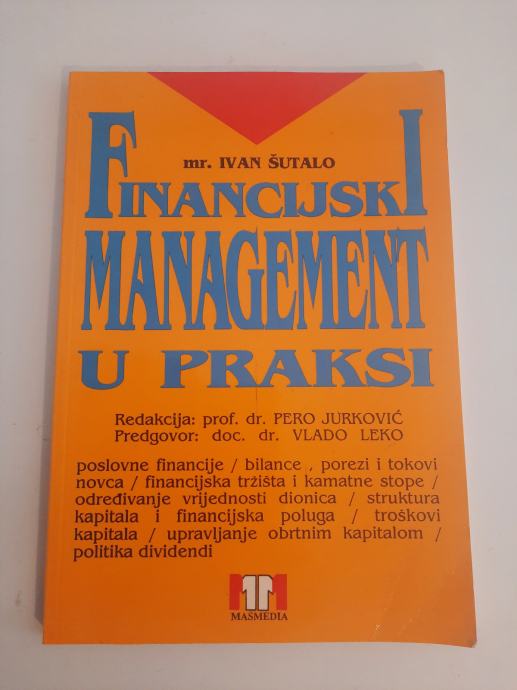 mr. IVAN ŠUTALO
FINANCIJSKI
MANAGEMENT
U PRAKSI
Redakcija: prof. dr. PERO JURKOVIĆ
Predgovor: doc. dr. VLADO LEKO
poslovne financije / bilance , porezi i tokovi
novca / financijska tržišta i kamatne stope /
određivanje vrijednosti dionica / struktura
kapitala i financijska poluga / troškovi
kapitala / upravljanje obrtnim kapitalom /
politika dividendi
MASMEDIA